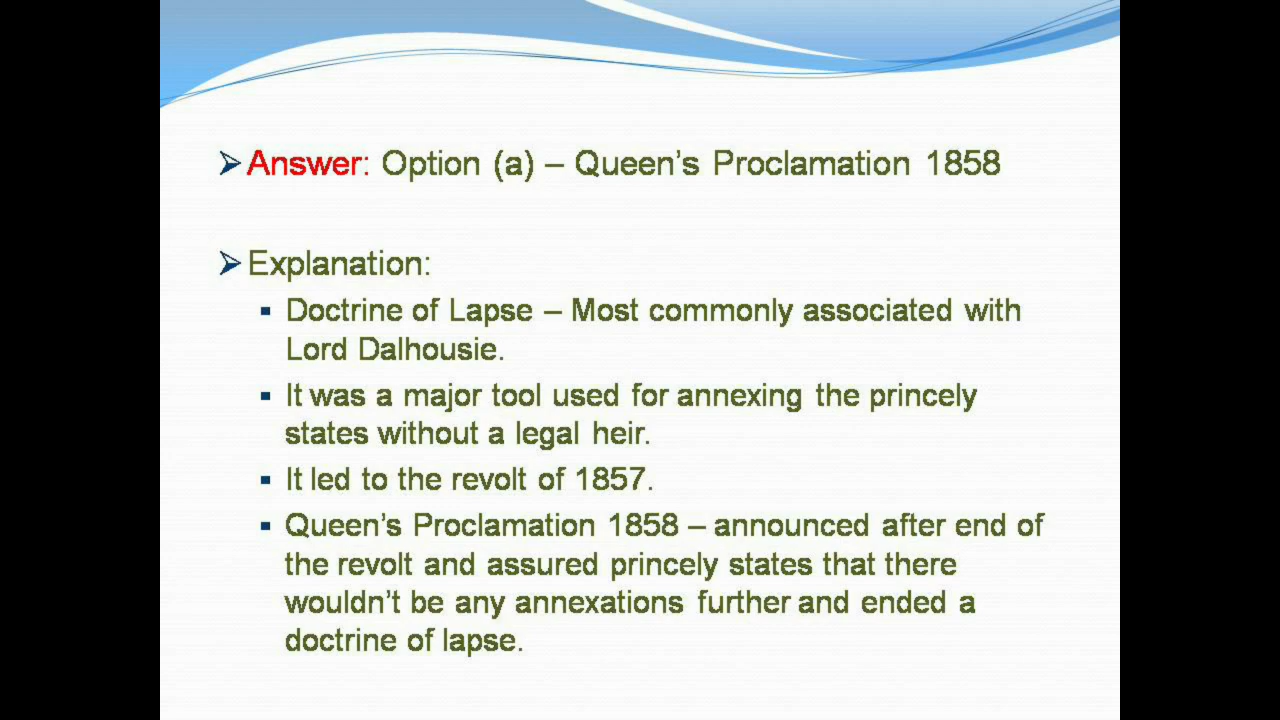 Answer: Option (a) – Queen's Proclamation 1858
Explanation:
Doctrine of Lapse – Most commonly associated with
Lord Dalhousie.
It was a major tool used for annexing the princely
states without a legal heir.
It led to the revolt of 1857.
Queen's Proclamation 1858 – announced after end of
the revolt and assured princely states that there
wouldn't be any annexations further and ended a
doctrine of lapse.